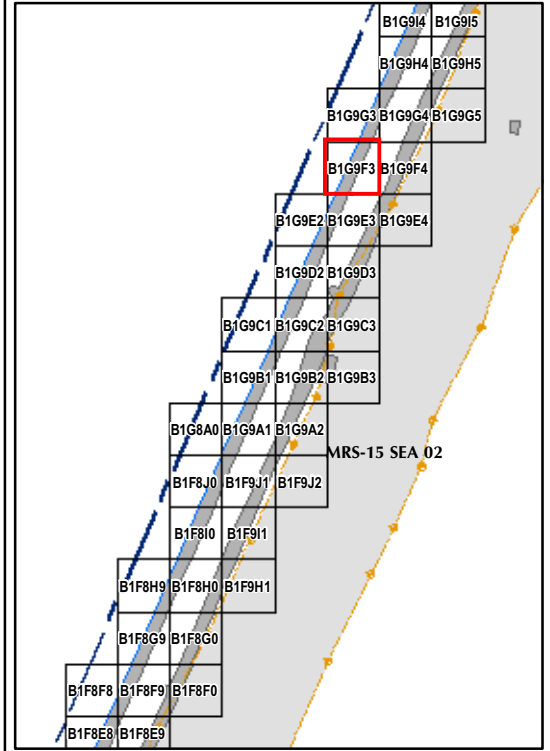 B1G9I4 B1G9I5
B1G9H4 B1G9H5
B1G9G3 B1G9G4 B1G9G5
B1G9F3 B1G9F4
B1G9E2 B1G9E3 B1G9E4
B1G9D2 B1G9D3
B1G9C1 B1G9C2 B1G9C3
B1G9B1 B1G9B2 B1G9B3
B1G8A0 B1G9A1 B1G9A2
MRS-15 SEA 02
B1F8J0 B1F9J1 B1F9J2
B1F8I0 B1F9I1
B1F8H9 B1F8H0 B1F9H1
B1F8G9 B1F8G0
B1F8F8 B1F8F9 B1F8F0
B1F8E8 B1F8E9